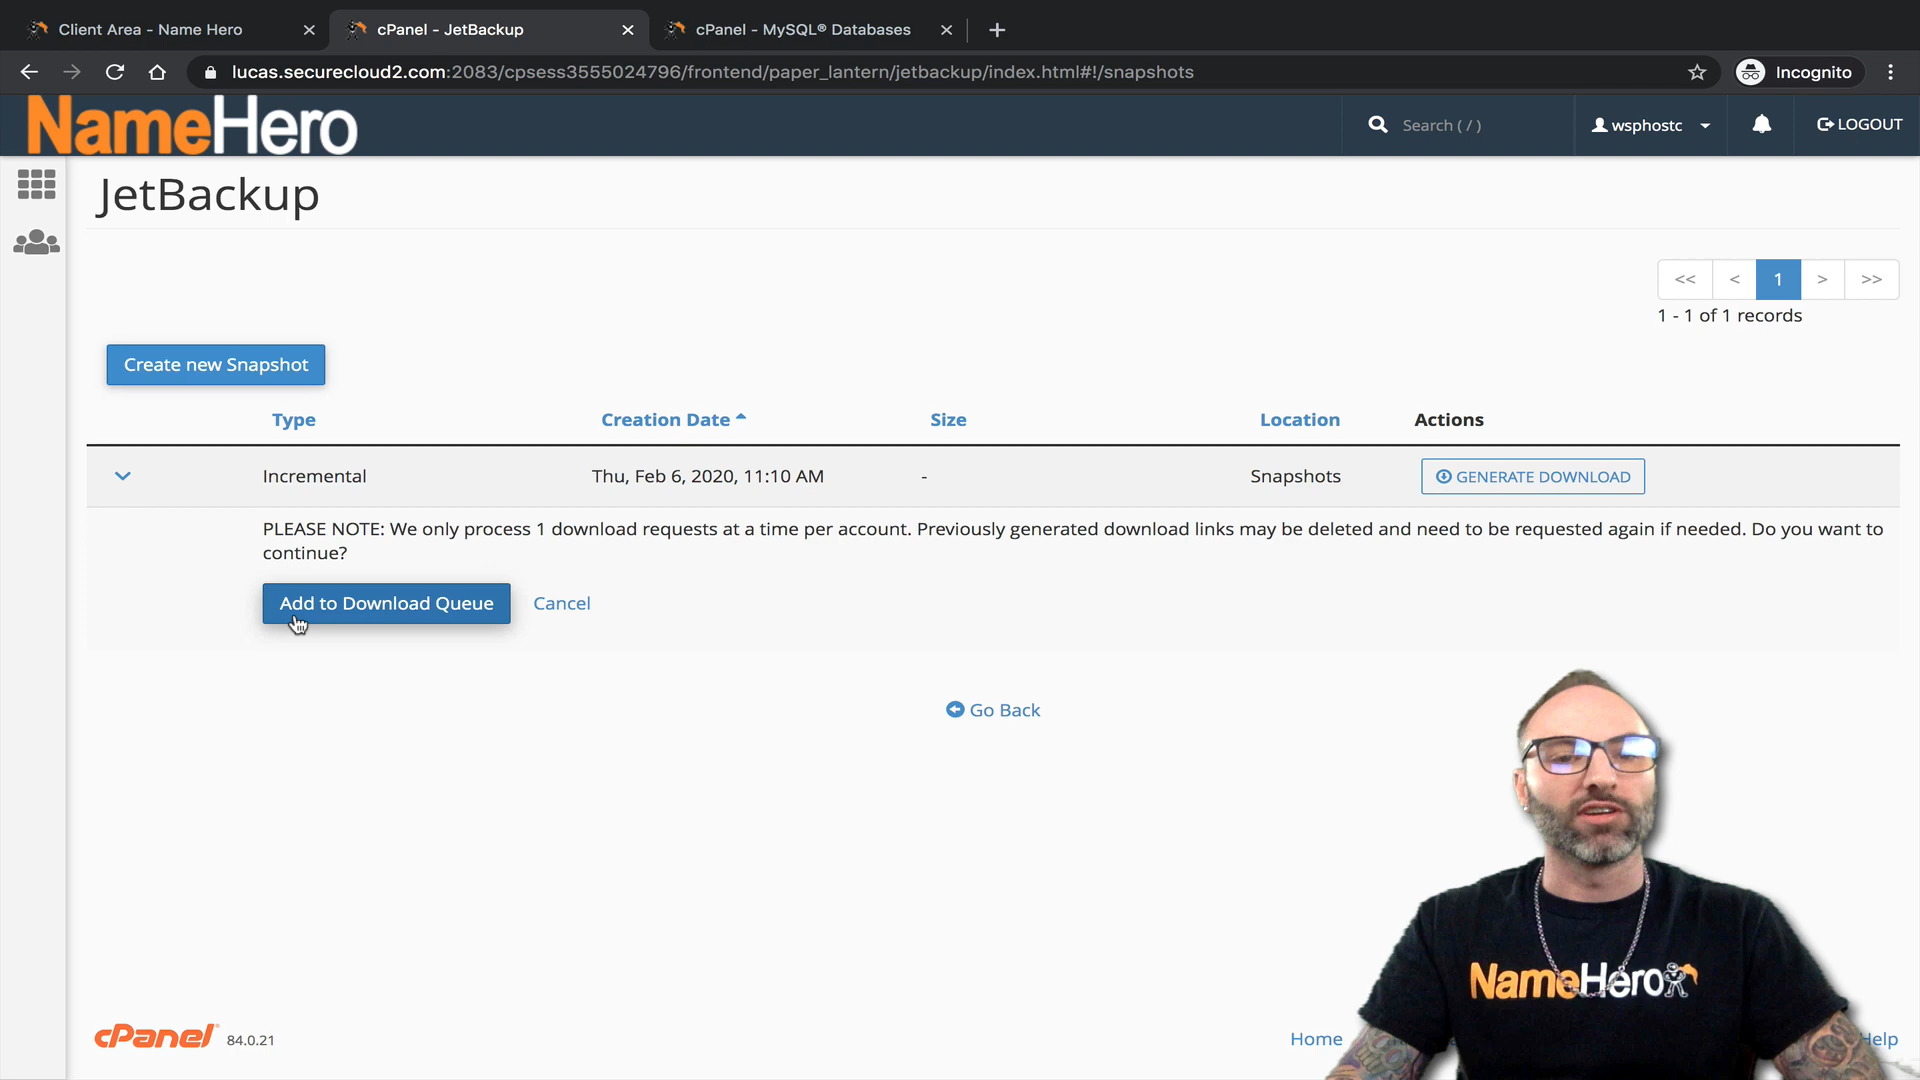 Client Area - Name Hero
cPanel - JetBackup
cPanel - MySQL® Databases
lucas.securecloud2.com:2083/cpsess3555024796/frontend/paper_lantern/jetbackup/index.html#!/snapshots
Incognito
NameHero
Search ( / )
wsphostc
LOGOUT
JetBackup
<< < 1 > >>
1 - 1 of 1 records
Create new Snapshot
Type Creation Date Size Location Actions
Incremental Thu, Feb 6, 2020, 11:10 AM - Snapshots GENERATE DOWNLOAD
PLEASE NOTE: We only process 1 download requests at a time per account. Previously generated download links may be deleted and need to be requested again if needed. Do you want to
continue?
Add to Download Queue Cancel
Go Back
NameHero
cPanel® 84.0.21
Home
Help